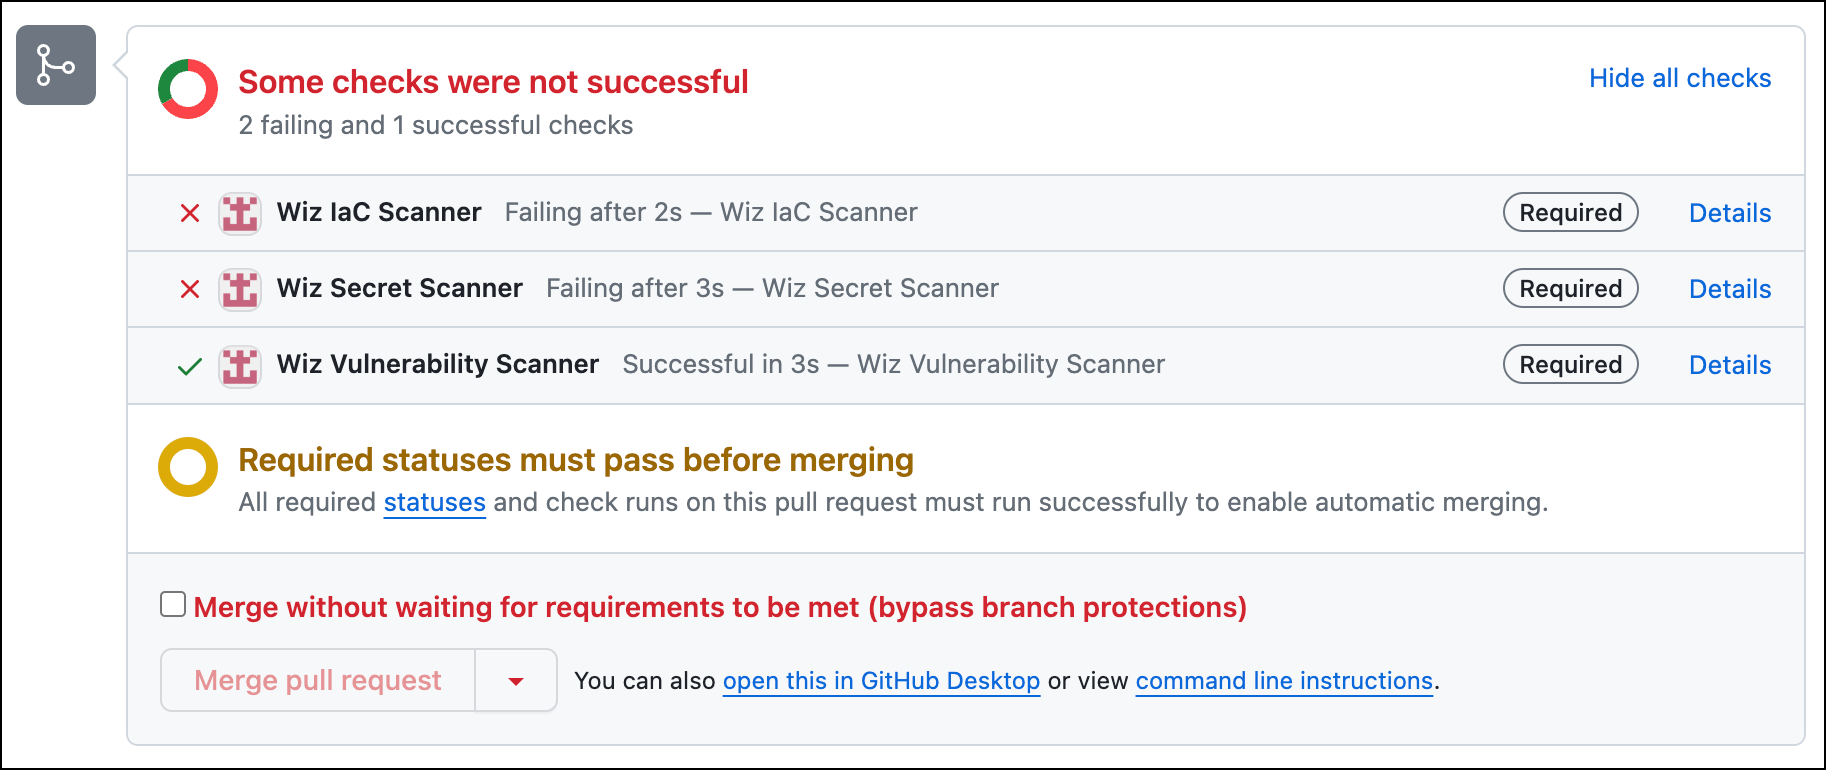 Some checks were not successful
Hide all checks
2 failing and 1 successful checks
Wiz IaC Scanner Failing after 2s — Wiz IaC Scanner Required Details
Wiz Secret Scanner Failing after 3s — Wiz Secret Scanner Required Details
Wiz Vulnerability Scanner Successful in 3s — Wiz Vulnerability Scanner Required Details
Required statuses must pass before merging
All required statuses and check runs on this pull request must run successfully to enable automatic merging.
Merge without waiting for requirements to be met (bypass branch protections)
Merge pull request You can also open this in GitHub Desktop or view command line instructions.